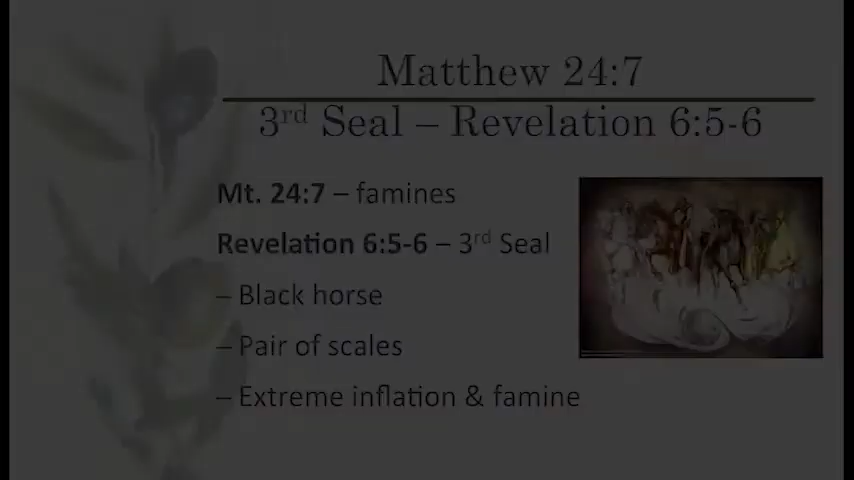 Matthew 24:7
3rd Seal – Revelation 6:5-6
Mt. 24:7 – famines
Revelation 6:5-6 – 3rd Seal
– Black horse
– Pair of scales
– Extreme inflation & famine